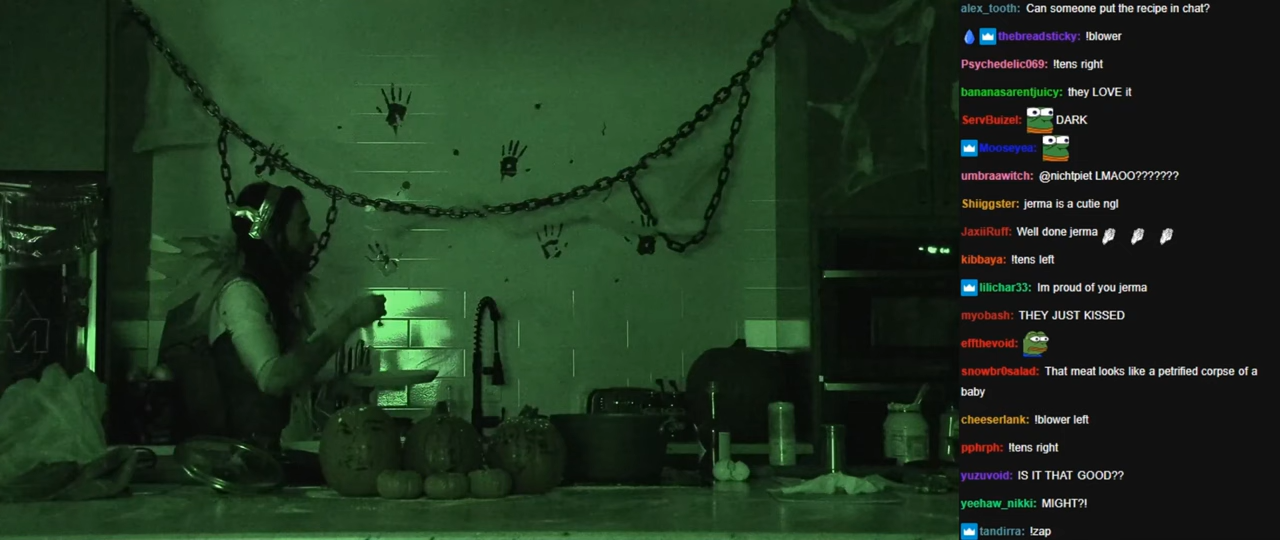 alex_tooth: Can someone put the recipe in chat?
thebreadsticky: !blower
Psychedelic069: !tens right
bananasarentjuicy: they LOVE it
ServBuizel: DARK
Mooseyea:
umbraawitch: @nichtpiet LMAOO???????
Shiiggster: jerma is a cutie ngl
JaxiiRuff: Well done jerma
kibbaya: !tens left
lilichar33: Im proud of you jerma
myobash: THEY JUST KISSED
effthevoid:
snowbr0salad: That meat looks like a petrified corpse of a
baby
cheeserlank: !blower left
pphrph: !tens right
yuzuvoid: IS IT THAT GOOD??
yeehaw_nikki: MIGHT?!
tandirra: !zap